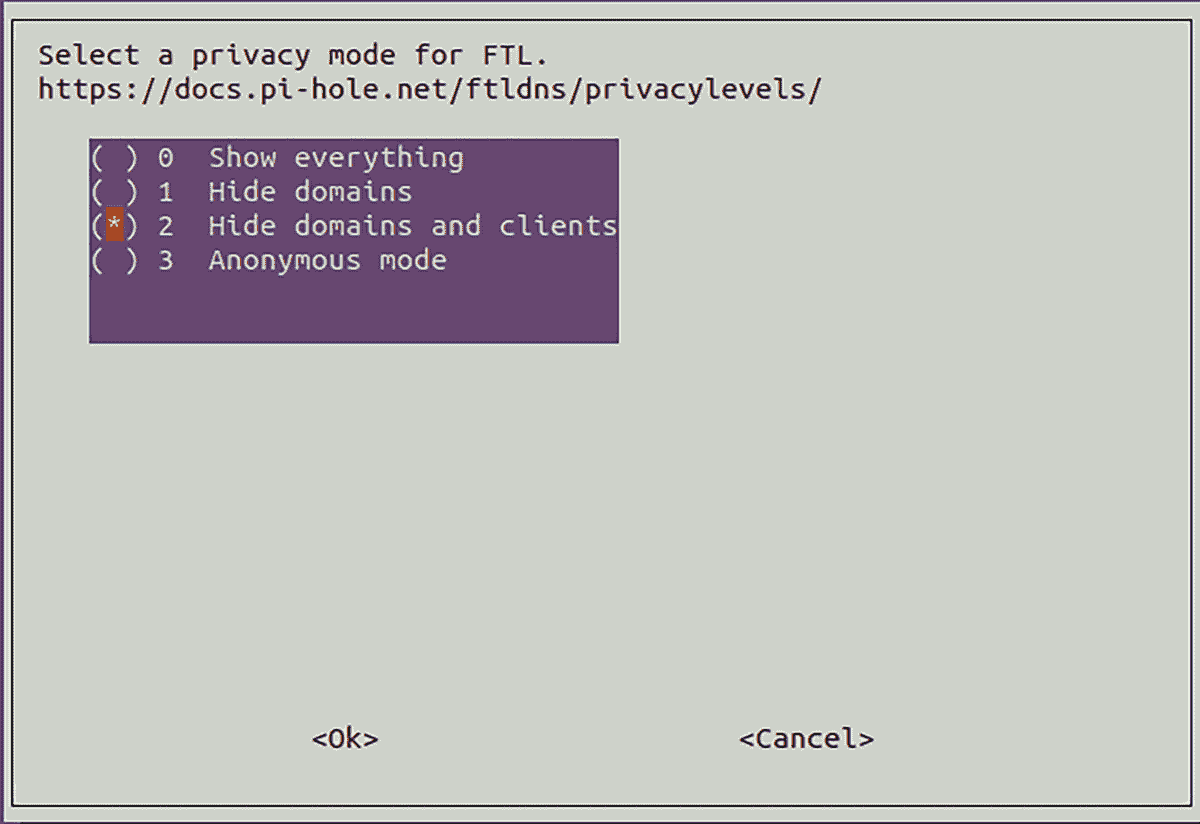 Select a privacy mode for FTL.
https://docs.pi-hole.net/ftldns/privacylevels/
( ) 0  Show everything
( ) 1  Hide domains
(*) 2  Hide domains and clients
( ) 3  Anonymous mode
<Ok> <Cancel>